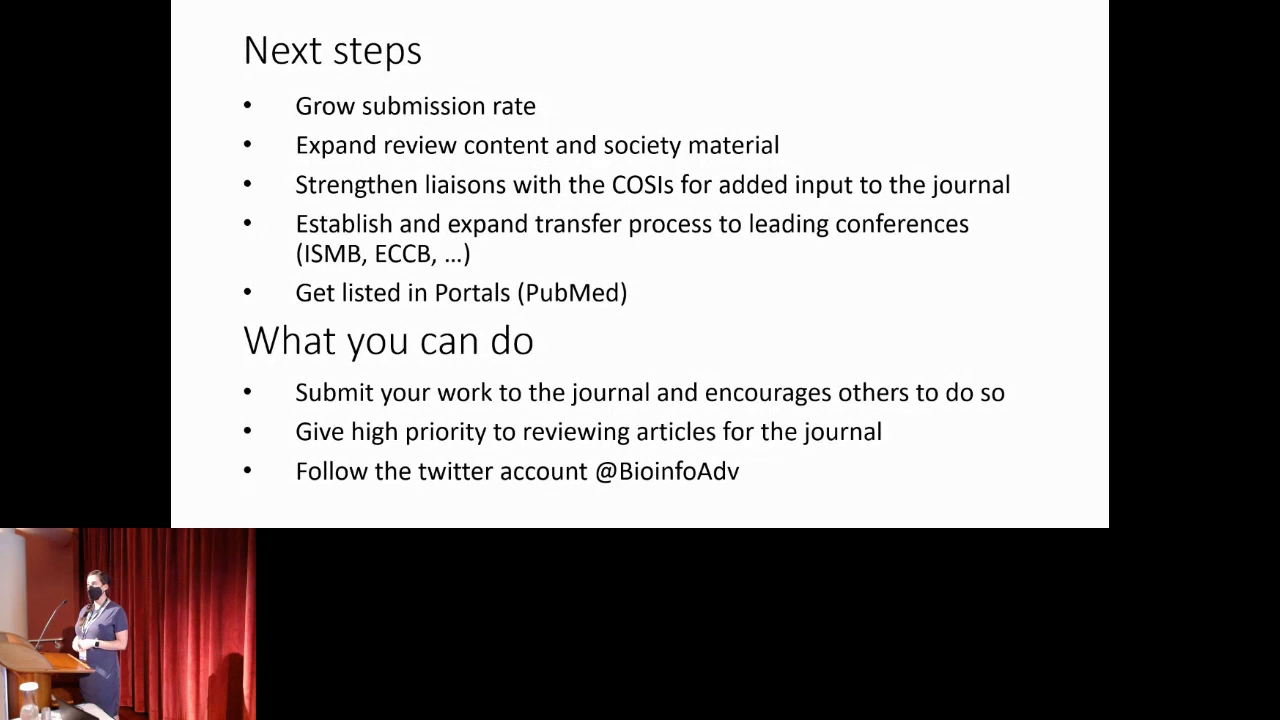 Next steps
• Grow submission rate
• Expand review content and society material
• Strengthen liaisons with the COSIs for added input to the journal
• Establish and expand transfer process to leading conferences
(ISMB, ECCB, …)
• Get listed in Portals (PubMed)
What you can do
• Submit your work to the journal and encourages others to do so
• Give high priority to reviewing articles for the journal
• Follow the twitter account @BioinfoAdv